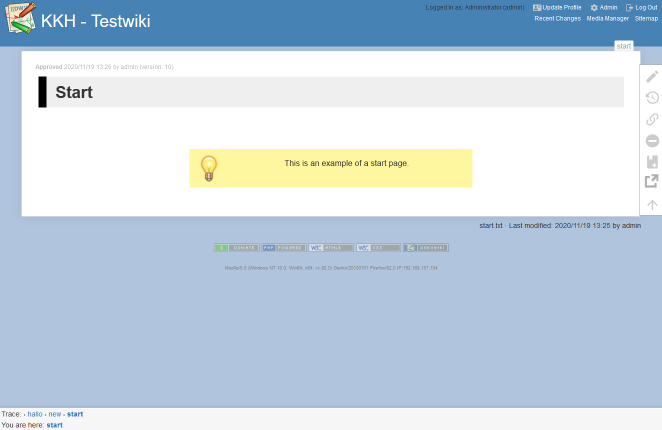 Logged in as: Administrator (admin) Update Profile Admin Log Out
KKH - Testwiki
Recent Changes Media Manager Sitemap
start
Approved 2020/11/19 13:26 by admin (version: 10)
Start
This is an example of a start page.
start.txt · Last modified: 2020/11/19 13:25 by admin
DONATE PHP POWERED W3C HTML5 W3C CSS DOKUWIKI
Trace: • hallo • new • start
You are here: start